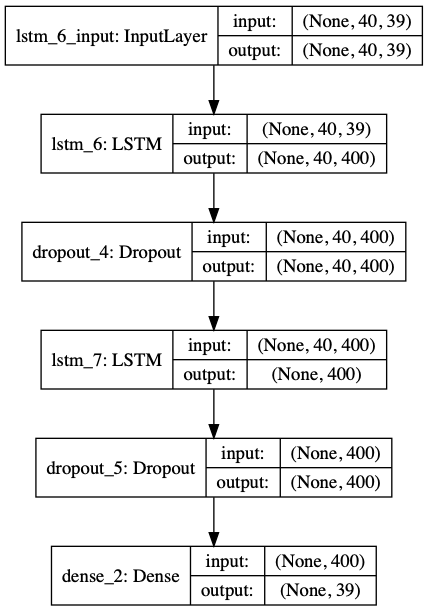 lstm_6_input: InputLayer
input: (None, 40, 39)
output: (None, 40, 39)
lstm_6: LSTM
input: (None, 40, 39)
output: (None, 40, 400)
dropout_4: Dropout
input: (None, 40, 400)
output: (None, 40, 400)
lstm_7: LSTM
input: (None, 40, 400)
output: (None, 400)
dropout_5: Dropout
input: (None, 400)
output: (None, 400)
dense_2: Dense
input: (None, 400)
output: (None, 39)